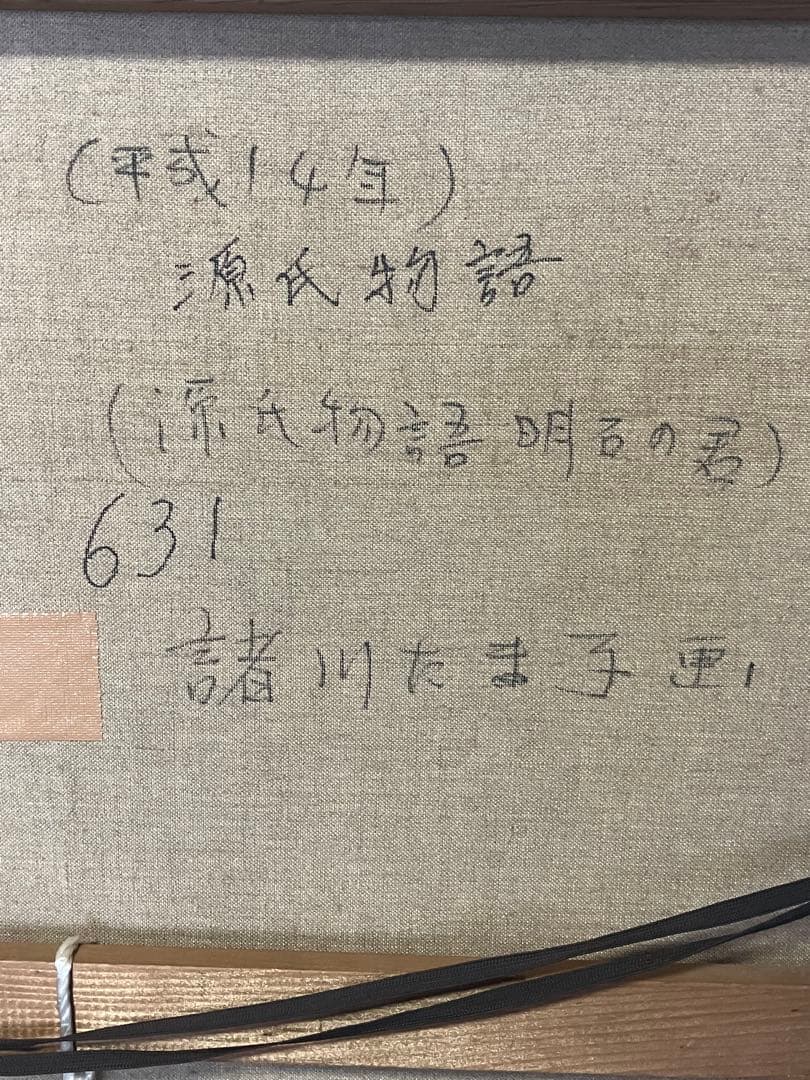 (平成14年)
源氏物語
(源氏物語 明石の君)
631
諸川たま子画